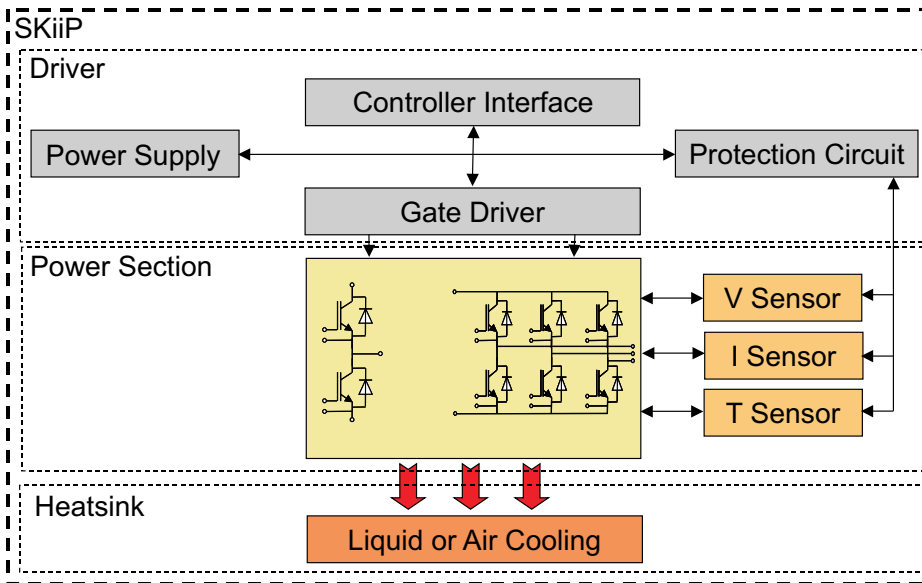 SKiiP
Driver
Controller Interface
Power Supply
Protection Circuit
Gate Driver
Power Section
V Sensor
I Sensor
T Sensor
Heatsink
Liquid or Air Cooling